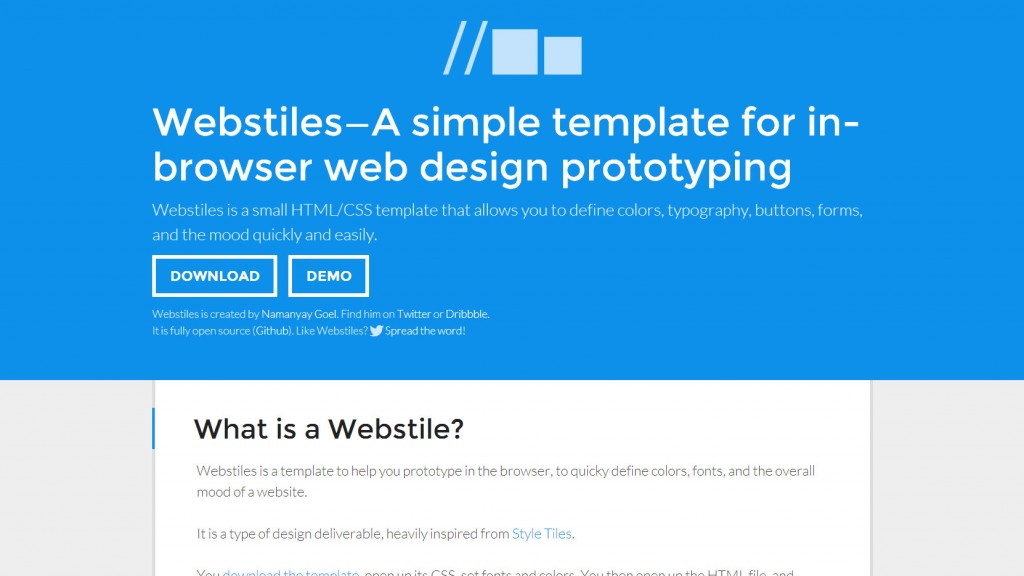 Webstiles—A simple template for in-
browser web design prototyping
Webstiles is a small HTML/CSS template that allows you to define colors, typography, buttons, forms,
and the mood quickly and easily.
DOWNLOAD DEMO
Webstiles is created by Namanyay Goel. Find him on Twitter or Dribbble.
It is fully open source (Github). Like Webstiles? Spread the word!
What is a Webstile?
Webstiles is a template to help you prototype in the browser, to quicky define colors, fonts, and the overall
mood of a website.
It is a type of design deliverable, heavily inspired from Style Tiles.
You download the template, open up its CSS, set fonts and colors. You then open up the HTML file, and